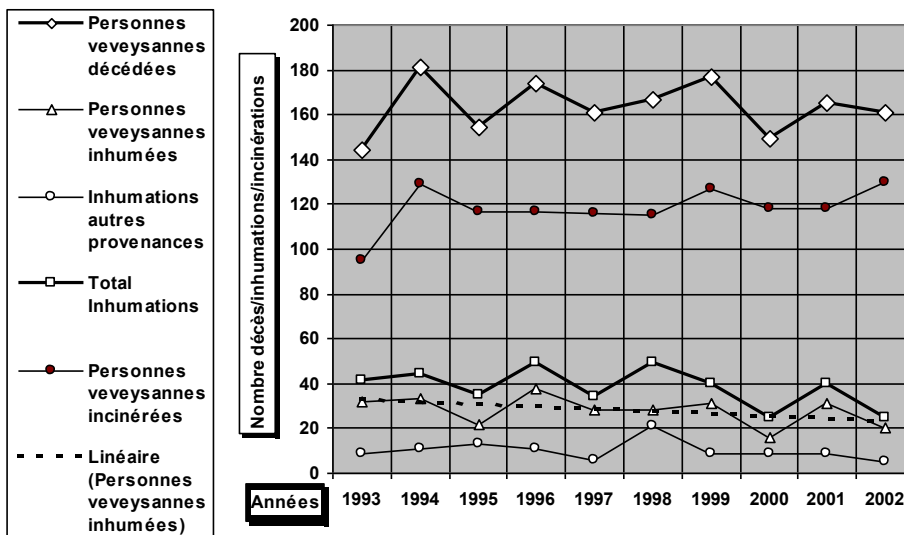 Personnes
veveysannes
décédées
Personnes
veveysannes
inhumées
Inhumations
autres
provenances
Total
Inhumations
Personnes
veveysannes
incinérées
Linéaire
(Personnes
veveysannes
inhumées)
Nombre décès/inhumations/incinérations
200
180
160
140
120
100
80
60
40
20
0
Années
1993 1994 1995 1996 1997 1998 1999 2000 2001 2002